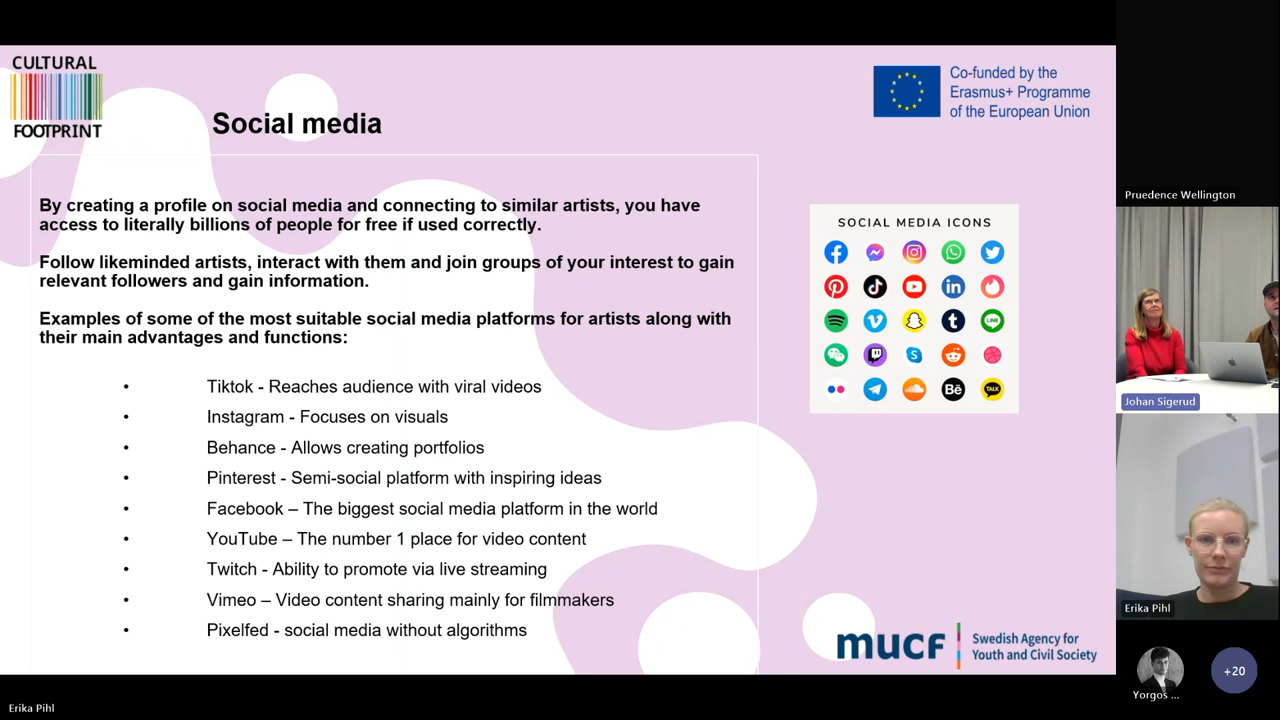 CULTURAL
FOOTPRINT
Social media
Co-funded by the
Erasmus+ Programme
of the European Union
By creating a profile on social media and connecting to similar artists, you have
access to literally billions of people for free if used correctly.
Follow likeminded artists, interact with them and join groups of your interest to gain
relevant followers and gain information.
Examples of some of the most suitable social media platforms for artists along with
their main advantages and functions:
• Tiktok - Reaches audience with viral videos
• Instagram - Focuses on visuals
• Behance - Allows creating portfolios
• Pinterest - Semi-social platform with inspiring ideas
• Facebook – The biggest social media platform in the world
• YouTube – The number 1 place for video content
• Twitch - Ability to promote via live streaming
• Vimeo – Video content sharing mainly for filmmakers
• Pixelfed - social media without algorithms
SOCIAL MEDIA ICONS
in
t
LINE
Bē
TALK
mucf
Swedish Agency for
Youth and Civil Society
Pruedence Wellington
Johan Sigerud
Erika Pihl
Yorgos ...
+20
Erika Pihl